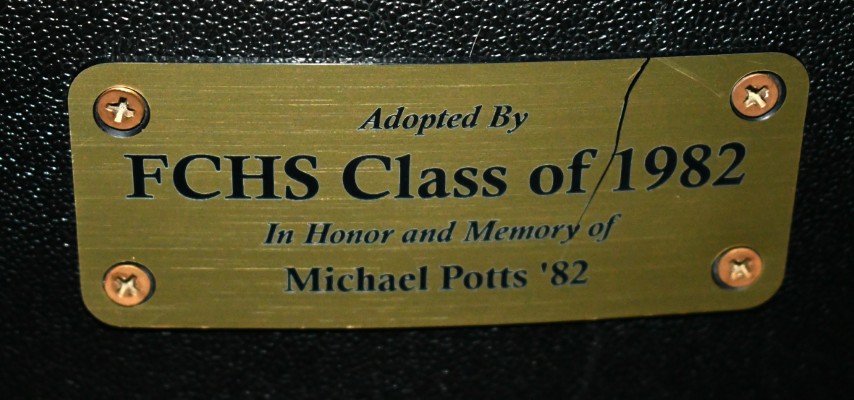 Adopted By
FCHS Class of 1982
In Honor and Memory of
Michael Potts '82